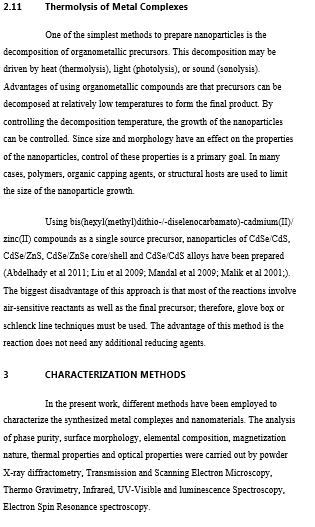 2.11 Thermolysis of Metal Complexes
One of the simplest methods to prepare nanoparticles is the
decomposition of organometallic precursors. This decomposition may be
driven by heat (thermolysis), light (photolysis), or sound (sonolysis).
Advantages of using organometallic compounds are that precursors can be
decomposed at relatively low temperatures to form the final product. By
controlling the decomposition temperature, the growth of the nanoparticles
can be controlled. Since size and morphology have an effect on the properties
of the nanoparticles, control of these properties is a primary goal. In many
cases, polymers, organic capping agents, or structural hosts are used to limit
the size of the nanoparticle growth.
Using bis(hexyl(methyl)dithio-/-diselenocarbamato)-cadmium(II)/
zinc(II) compounds as a single source precursor, nanoparticles of CdSe/CdS,
CdSe/ZnS, CdSe/ZnSe core/shell and CdSe/CdS alloys have been prepared
(Abdelhady et al 2011; Liu et al 2009; Mandal et al 2009; Malik et al 2001;).
The biggest disadvantage of this approach is that most of the reactions involve
air-sensitive reactants as well as the final precursor; therefore, glove box or
schlenck line techniques must be used. The advantage of this method is the
reaction does not need any additional reducing agents.
3 CHARACTERIZATION METHODS
In the present work, different methods have been employed to
characterize the synthesized metal complexes and nanomaterials. The analysis
of phase purity, surface morphology, elemental composition, magnetization
nature, thermal properties and optical properties were carried out by powder
X-ray diffractometry, Transmission and Scanning Electron Microscopy,
Thermo Gravimetry, Infrared, UV-Visible and luminescence Spectroscopy,
Electron Spin Resonance spectroscopy.